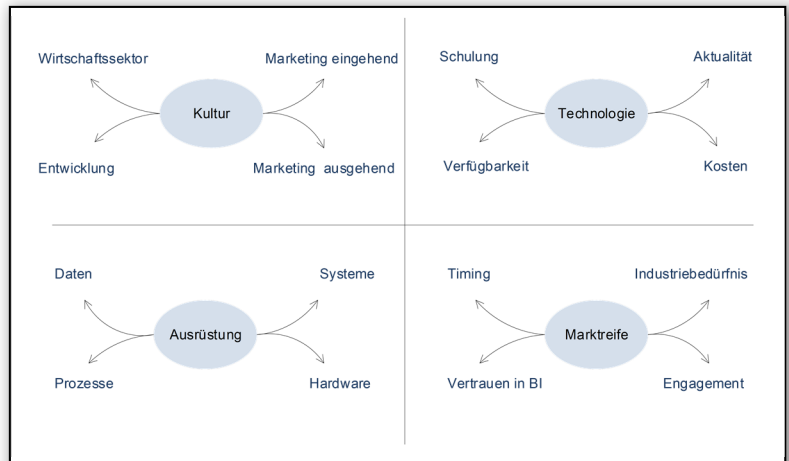 Wirtschaftssektor
Marketing eingehend
Kultur
Entwicklung
Marketing ausgehend
Schulung
Aktualität
Technologie
Verfügbarkeit
Kosten
Daten
Systeme
Ausrüstung
Prozesse
Hardware
Timing
Industriebedürfnis
Marktreife
Vertrauen in BI
Engagement